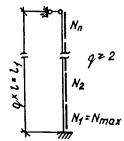 Nn
q = 2
q × l = l1
N2
N1 = Nmax